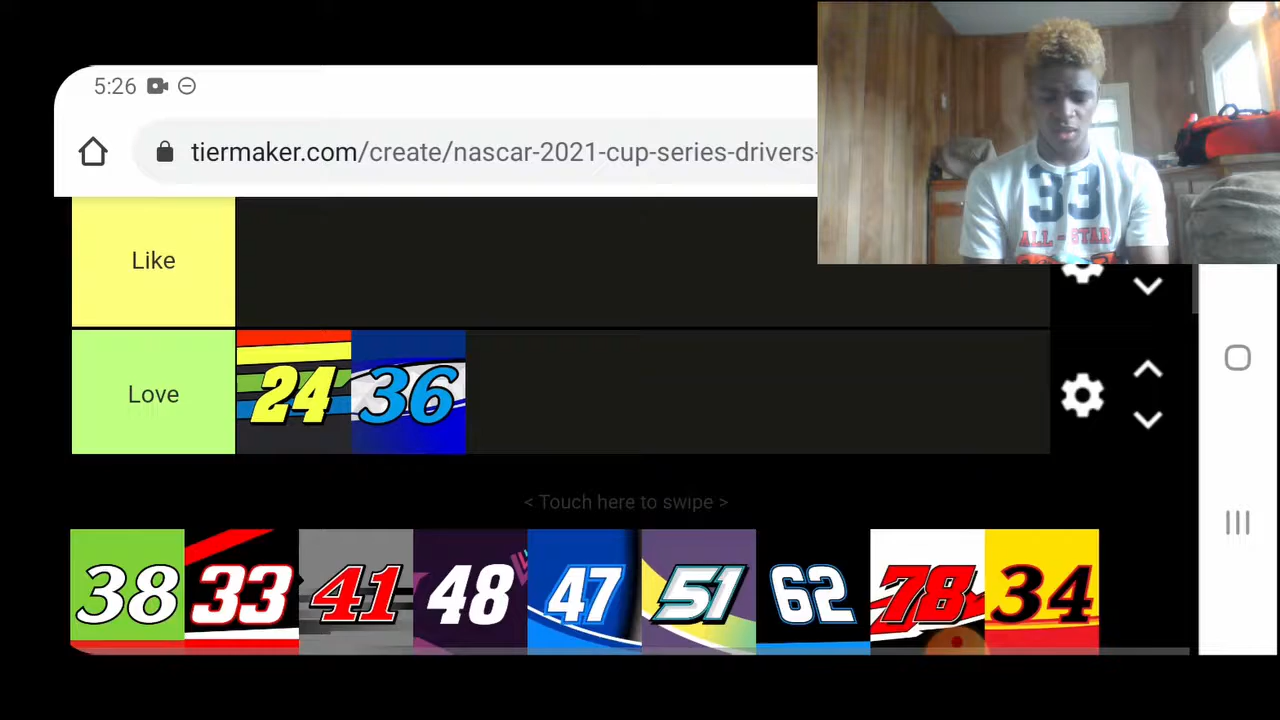 5:26
tiermaker.com/create/nascar-2021-cup-series-drivers-
33
ALL-STAR
Like
24 36
Love
< Touch here to swipe >
38 33 41 48 47 51 62 78 34